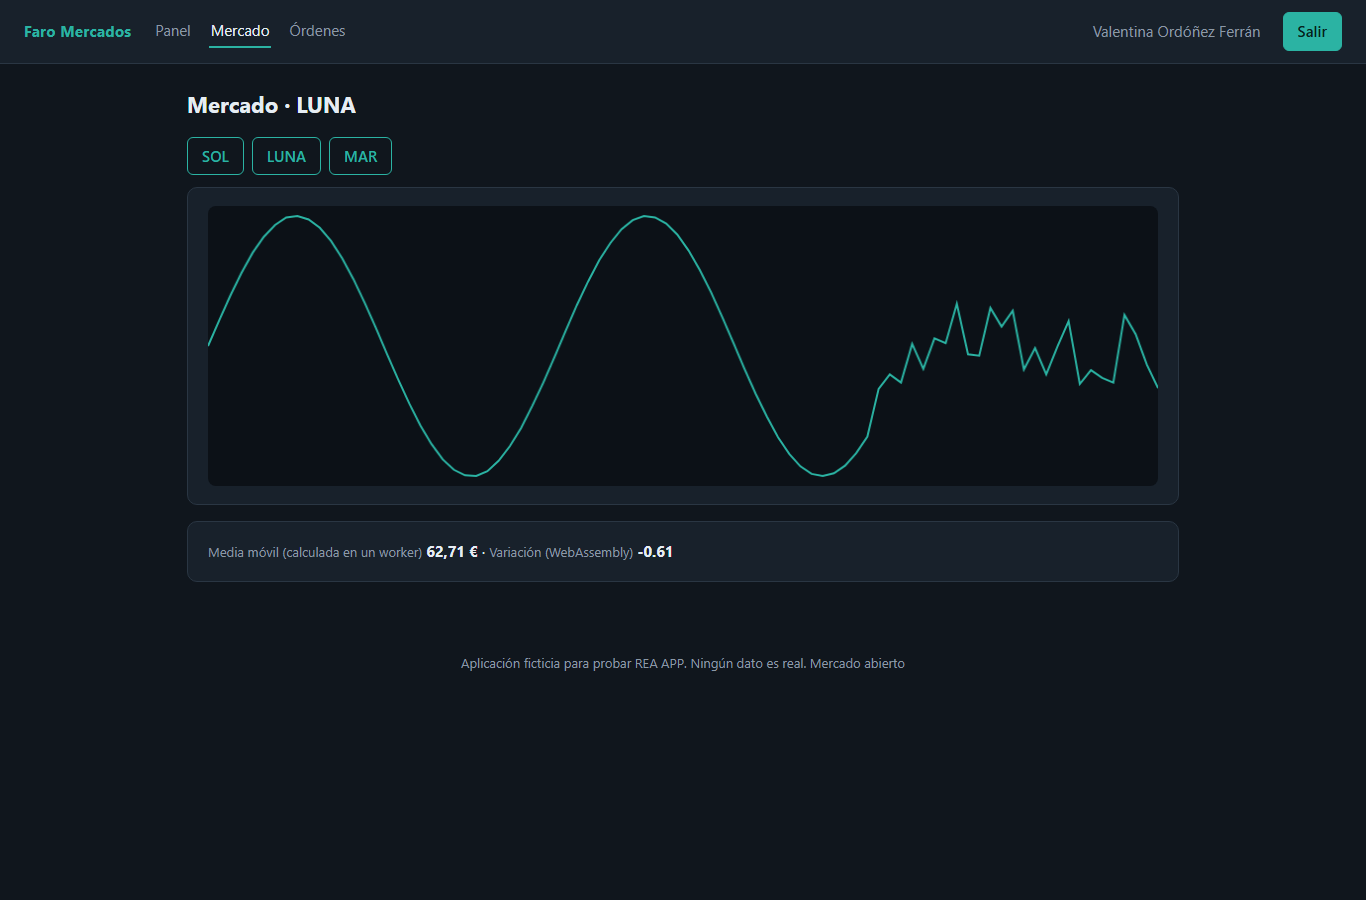 Faro Mercados Panel Mercado Órdenes Valentina Ordóñez Ferrán Salir
Mercado · LUNA
SOL LUNA MAR
Media móvil (calculada en un worker) 62,71 € · Variación (WebAssembly) -0.61
Aplicación ficticia para probar REA APP. Ningún dato es real. Mercado abierto